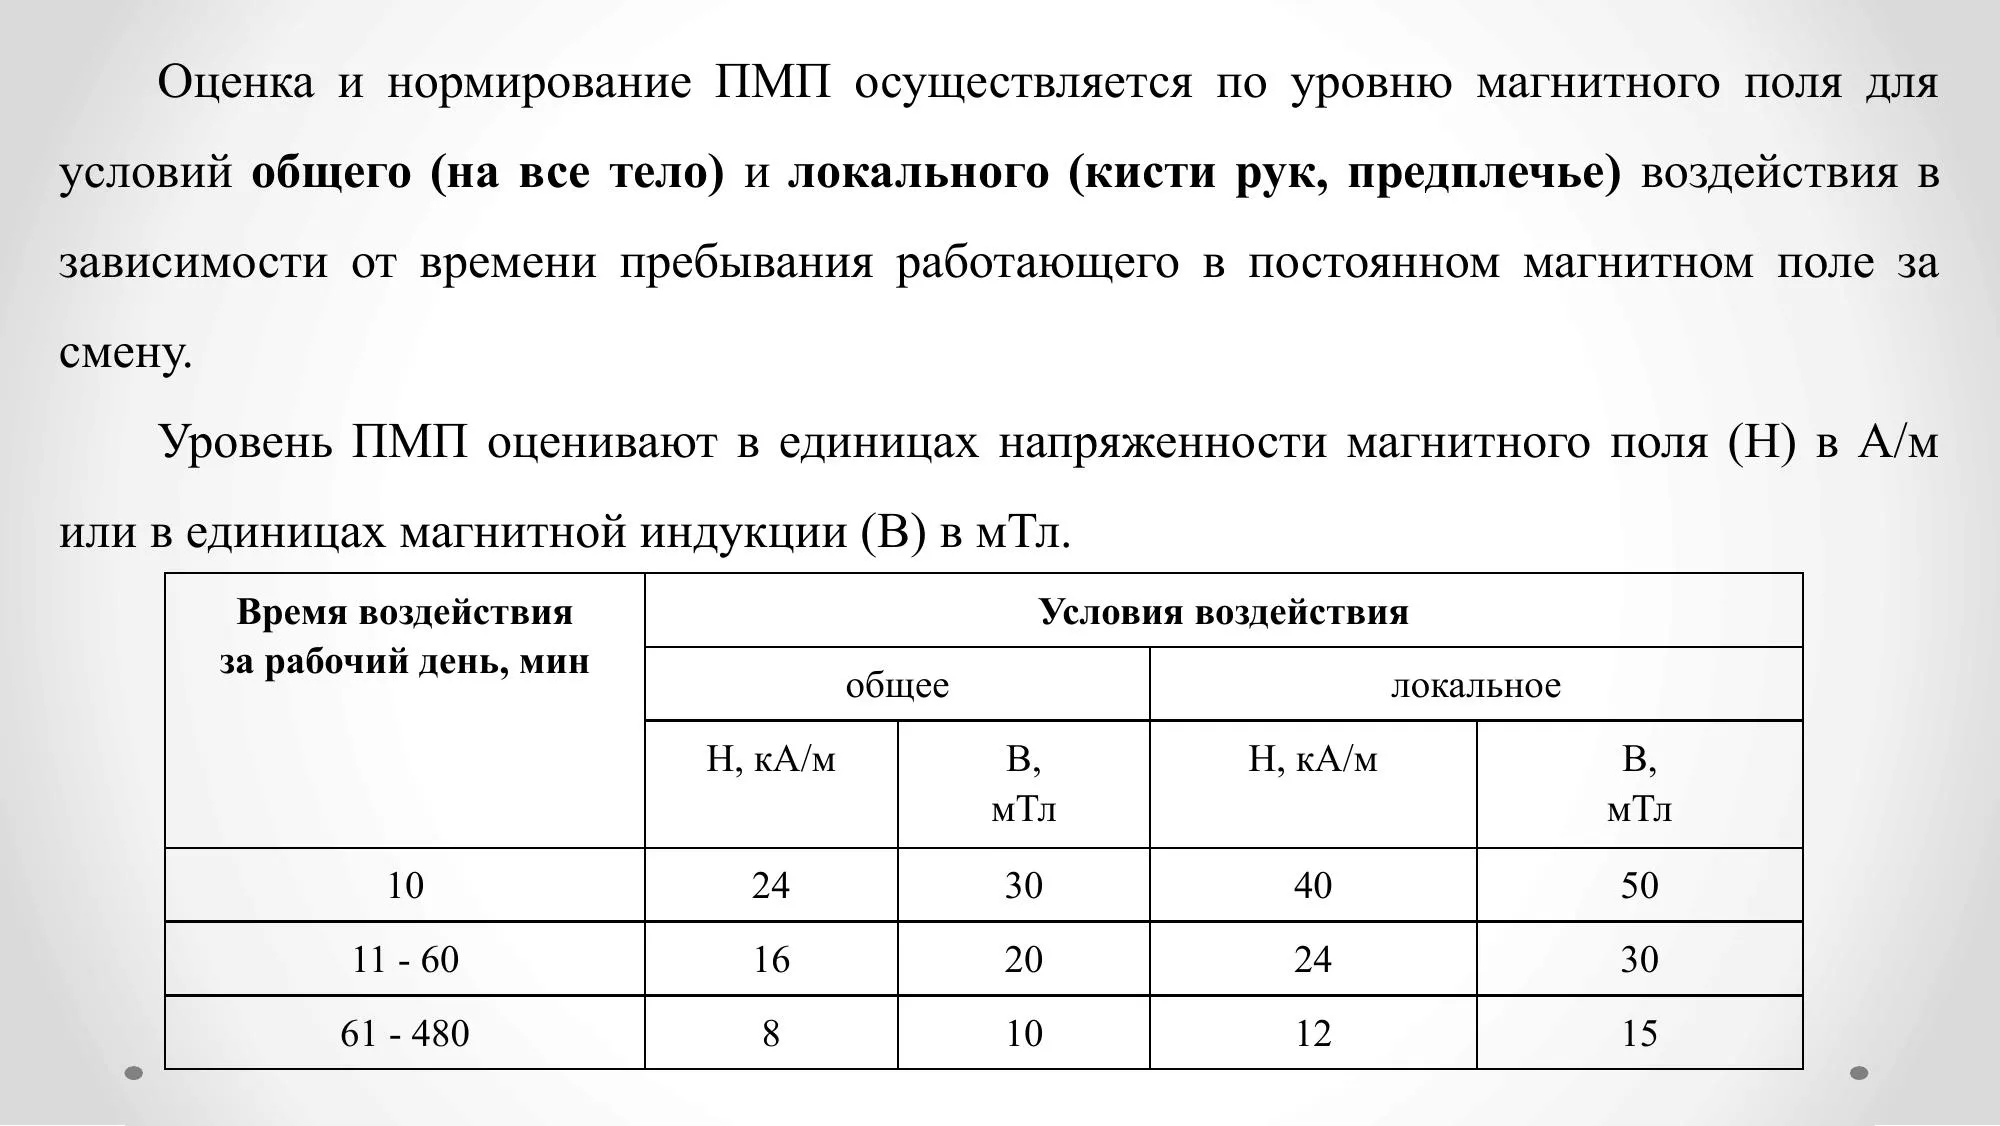 Оценка и нормирование ПМП осуществляется по уровню магнитного поля для
условий общего (на все тело) и локального (кисти рук, предплечье) воздействия в
зависимости от времени пребывания работающего в постоянном магнитном поле за
смену.
Уровень ПМП оценивают в единицах напряженности магнитного поля (Н) в А/м
или в единицах магнитной индукции (В) в мТл.
Время воздействия
за рабочий день, мин
Условия воздействия
общее
локальное
Н, кА/м
В,
мТл
Н, кА/м
В,
мТл
10 24 30 40 50
11 - 60 16 20 24 30
61 - 480 8 10 12 15